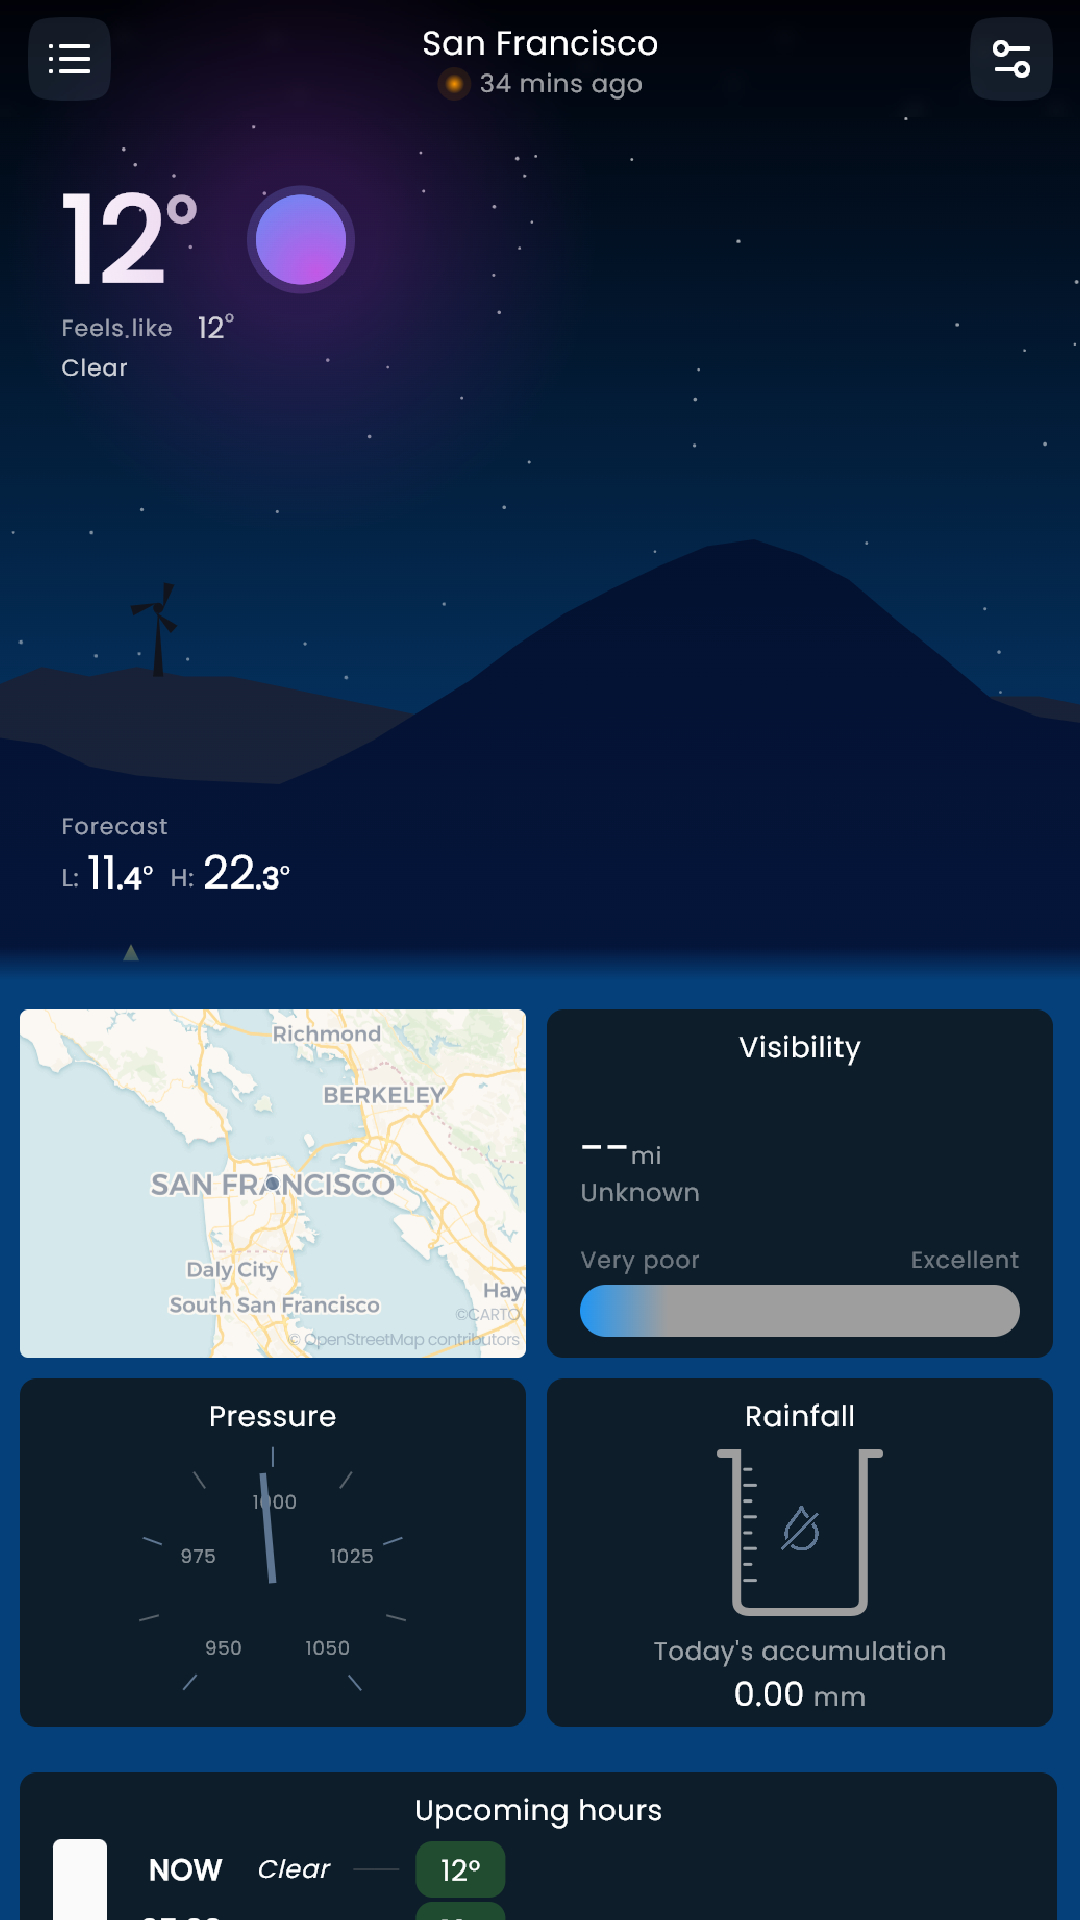 San Francisco
34 mins ago
12°
Feels like 12°
Clear
Forecast
L: 11.4° H: 22.3°
Richmond
BERKELEY
SAN FRANCISCO
Daly City
South San Francisco
Hayw
©CARTO
© OpenStreetMap contributors
Visibility
--mi
Unknown
Very poor Excellent
Pressure
1000
975 1025
950 1050
Rainfall
Today's accumulation
0.00 mm
Upcoming hours
NOW Clear 12°